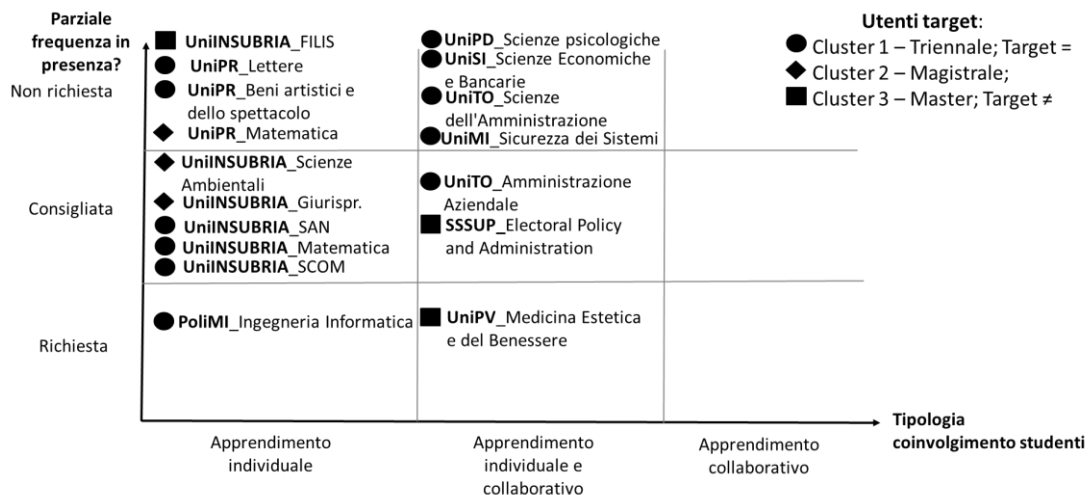 Parziale
frequenza in
presenza?
Non richiesta
Consigliata
Richiesta
UniINSUBRIA_FILIS
UniPR_Lettere
UniPR_Beni artistici e
dello spettacolo
UniPR_Matematica
UniPD_Scienze psicologiche
UniSI_Scienze Economiche
e Bancarie
UniTO_Scienze
dell'Amministrazione
UniMI_Sicurezza dei Sistemi
Utenti target:
Cluster 1 – Triennale; Target =
Cluster 2 – Magistrale;
Cluster 3 – Master; Target ≠
UniINSUBRIA_Scienze
Ambientali
UniINSUBRIA_Giurispr.
UniINSUBRIA_SAN
UniINSUBRIA_Matematica
UniINSUBRIA_SCOM
UniTO_Amministrazione
Aziendale
SSSUP_Electoral Policy
and Administration
PoliMI_Ingegneria Informatica
UniPV_Medicina Estetica
e del Benessere
Apprendimento
individuale
Apprendimento
individuale e
collaborativo
Apprendimento
collaborativo
Tipologia
coinvolgimento studenti